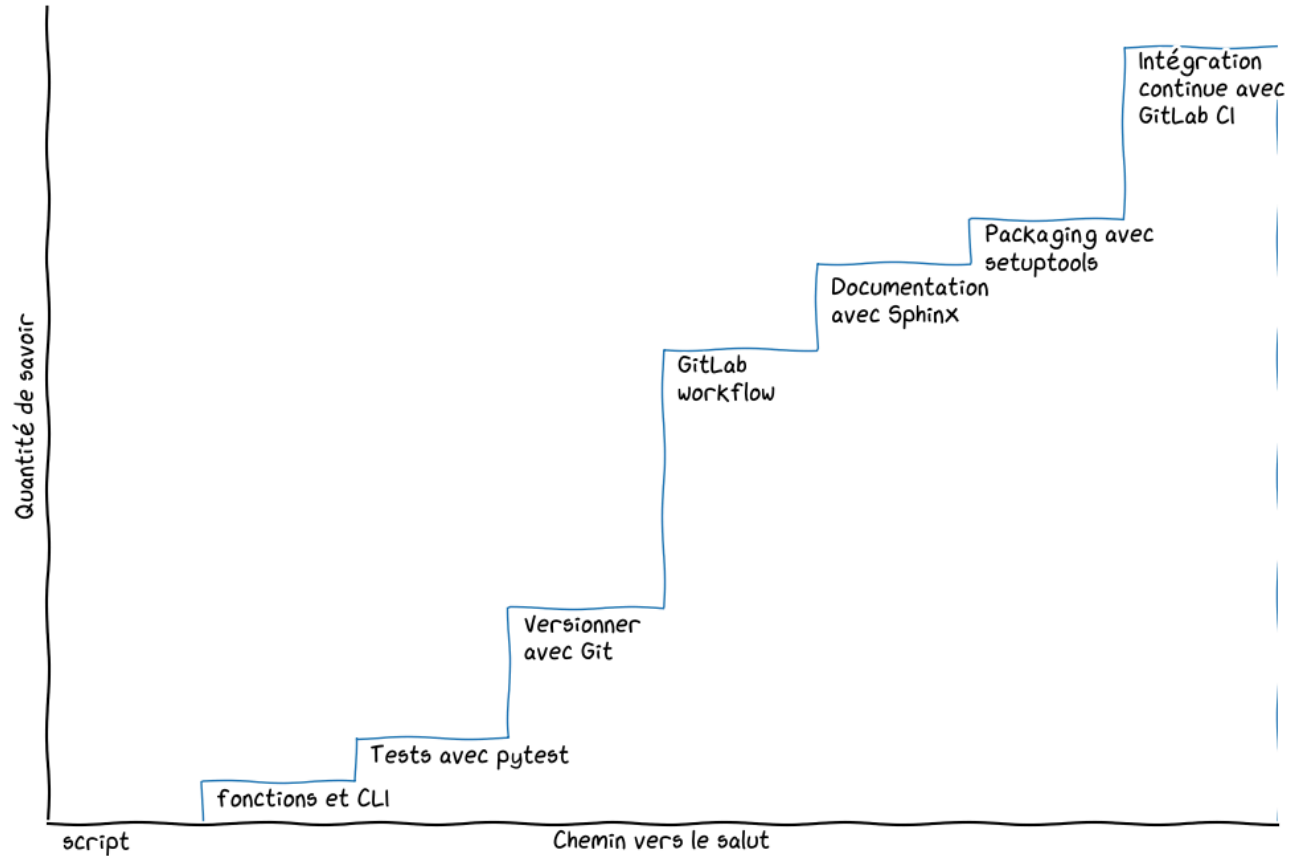 Intégration
continue avec
GitLab CI
Packaging avec
setuptools
Documentation
avec Sphinx
GitLab
workflow
Quantité de savoir
Versionner
avec Git
Tests avec pytest
fonctions et CLI
script
Chemin vers le salut